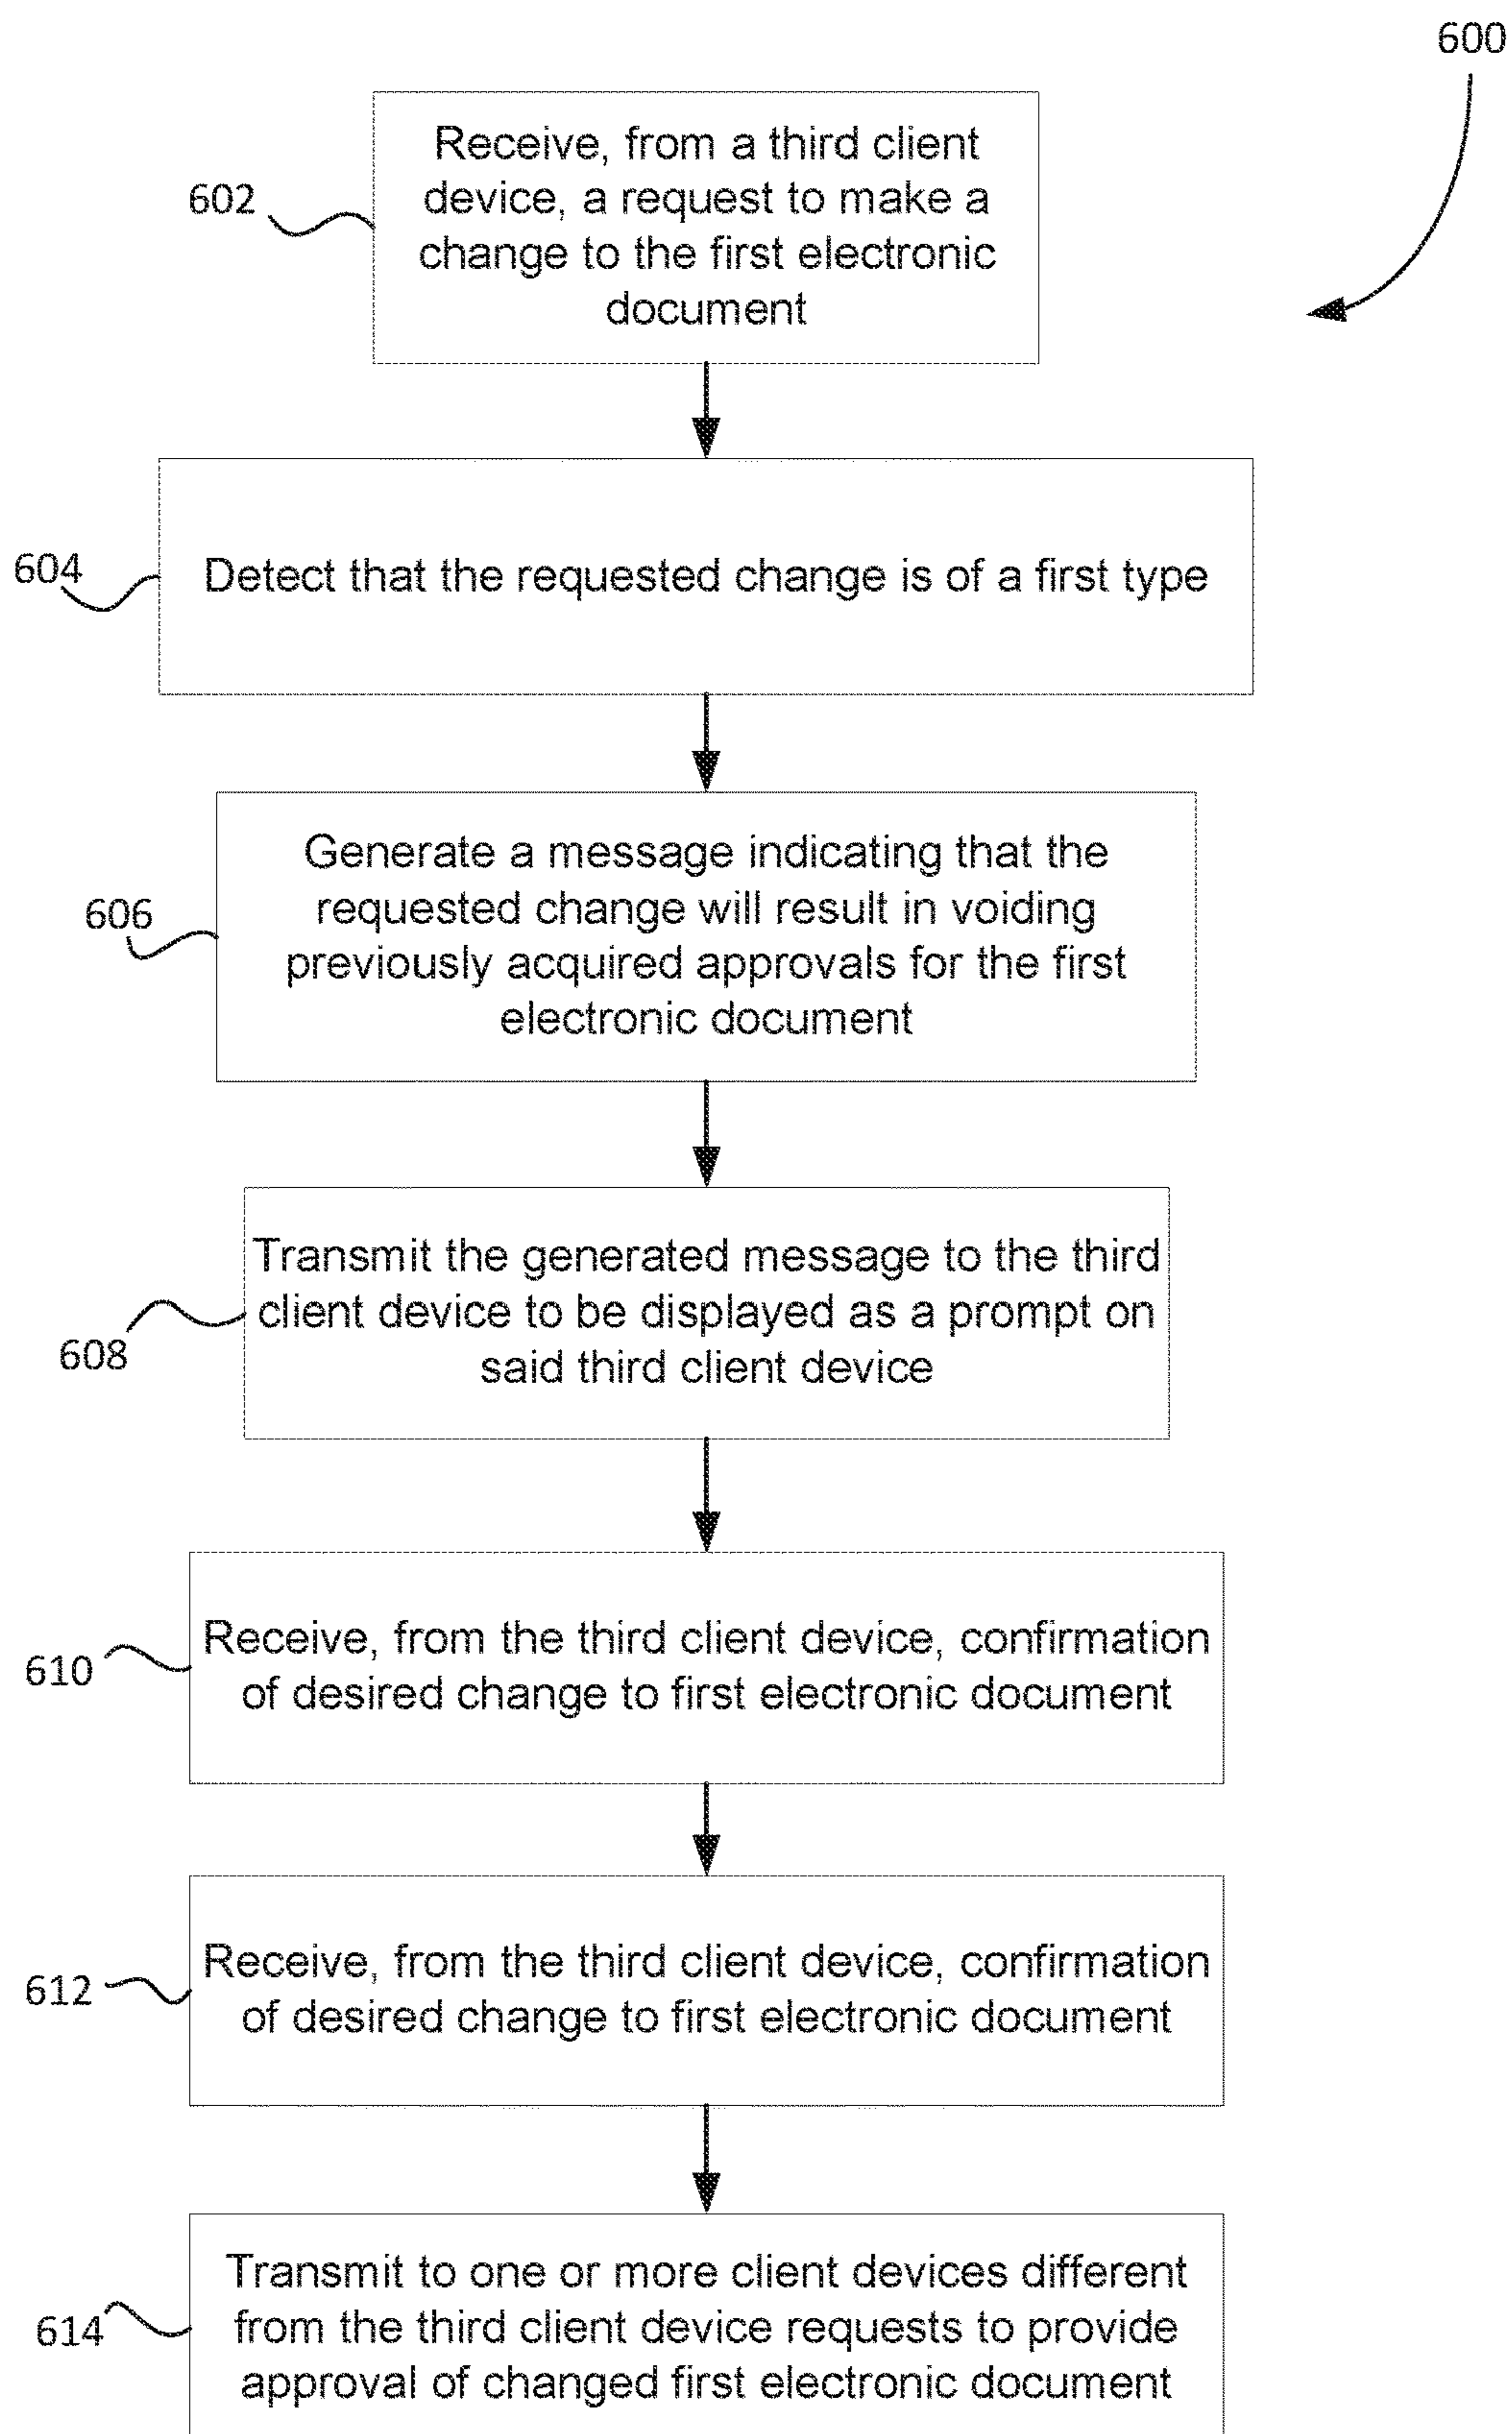 600
602
Receive, from a third client
device, a request to make a
change to the first electronic
document
604
Detect that the requested change is of a first type
606
Generate a message indicating that the
requested change will result in voiding
previously acquired approvals for the first
electronic document
608
Transmit the generated message to the third
client device to be displayed as a prompt on
said third client device
610
Receive, from the third client device, confirmation
of desired change to first electronic document
612
Receive, from the third client device, confirmation
of desired change to first electronic document
614
Transmit to one or more client devices different
from the third client device requests to provide
approval of changed first electronic document